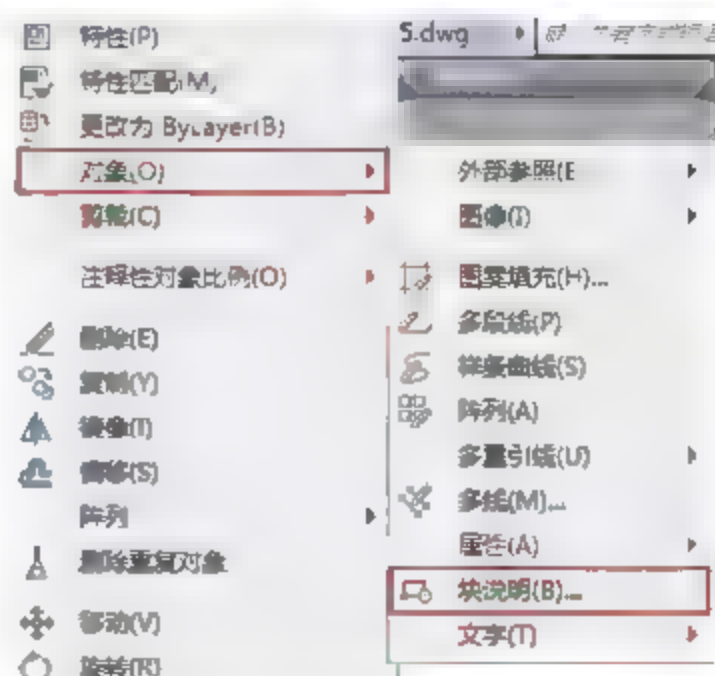 特性(P)
特性匹配(M)
更改为 ByLayer(B)
对象(O)
剪裁(C)
注释性对象比例(O)
删除(E)
复制(Y)
镜像(I)
偏移(S)
阵列
删除重复对象
移动(V)
旋转(R)
5.dwg
外部参照(E
图像(I)
图案填充(H)...
多段线(P)
样条曲线(S)
阵列(A)
多重引线(U)
多线(M)...
属性(A)
块说明(B)...
文字(T)